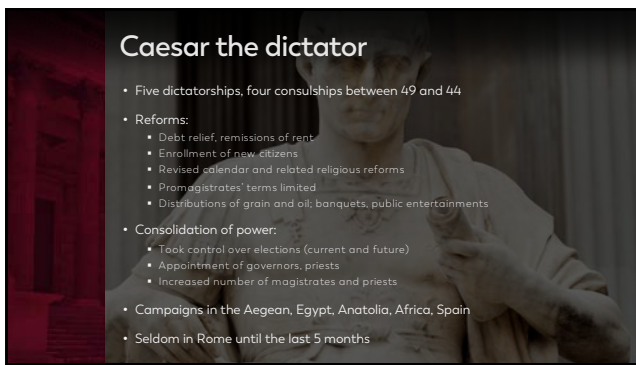 Caesar the dictator
• Five dictatorships, four consulships between 49 and 44
• Reforms:
▪ Debt relief, remissions of rent
▪ Enrollment of new citizens
▪ Revised calendar and related religious reforms
▪ Promagistrates' terms limited
▪ Distributions of grain and oil; banquets, public entertainments
• Consolidation of power:
▪ Took control over elections (current and future)
▪ Appointment of governors, priests
▪ Increased number of magistrates and priests
• Campaigns in the Aegean, Egypt, Anatolia, Africa, Spain
• Seldom in Rome until the last 5 months